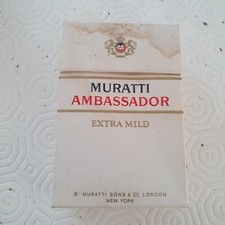 MURATTI
AMBASSADOR
EXTRA MILD
MURATTI SONS & Cº LONDON
NEW YORK